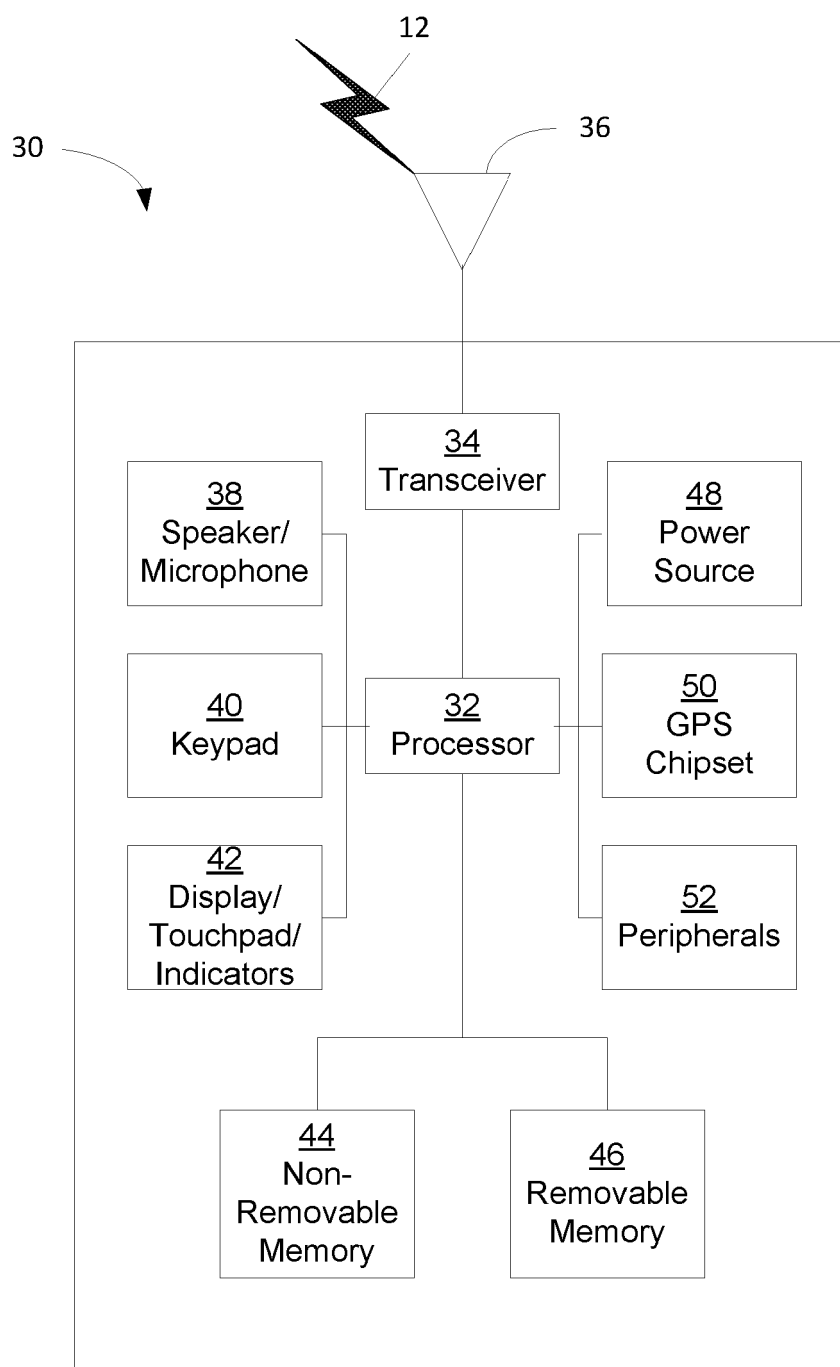 12
36
30
34
Transceiver
38
Speaker/
Microphone
48
Power
Source
40
Keypad
32
Processor
50
GPS
Chipset
42
Display/
Touchpad/
Indicators
52
Peripherals
44
Non-
Removable
Memory
46
Removable
Memory